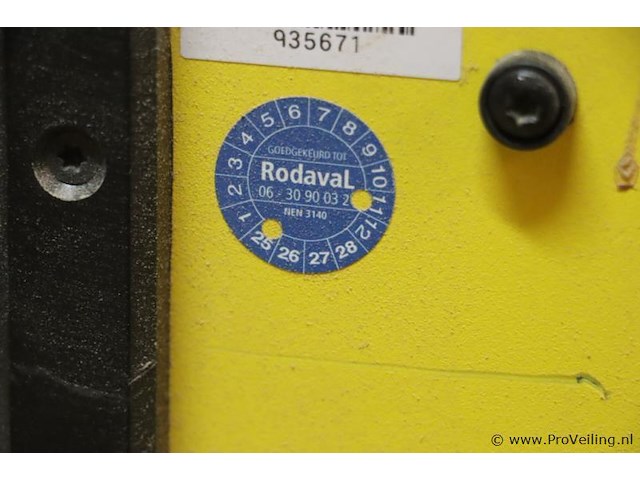 935671
1 2 3 4 5 6 7 8 9 10 11 12
GOEDGEKEURD TOT
RodavaL
06 - 30 90 03 2
NEN 3140
25 26 27 28
© www.ProVeiling.nl